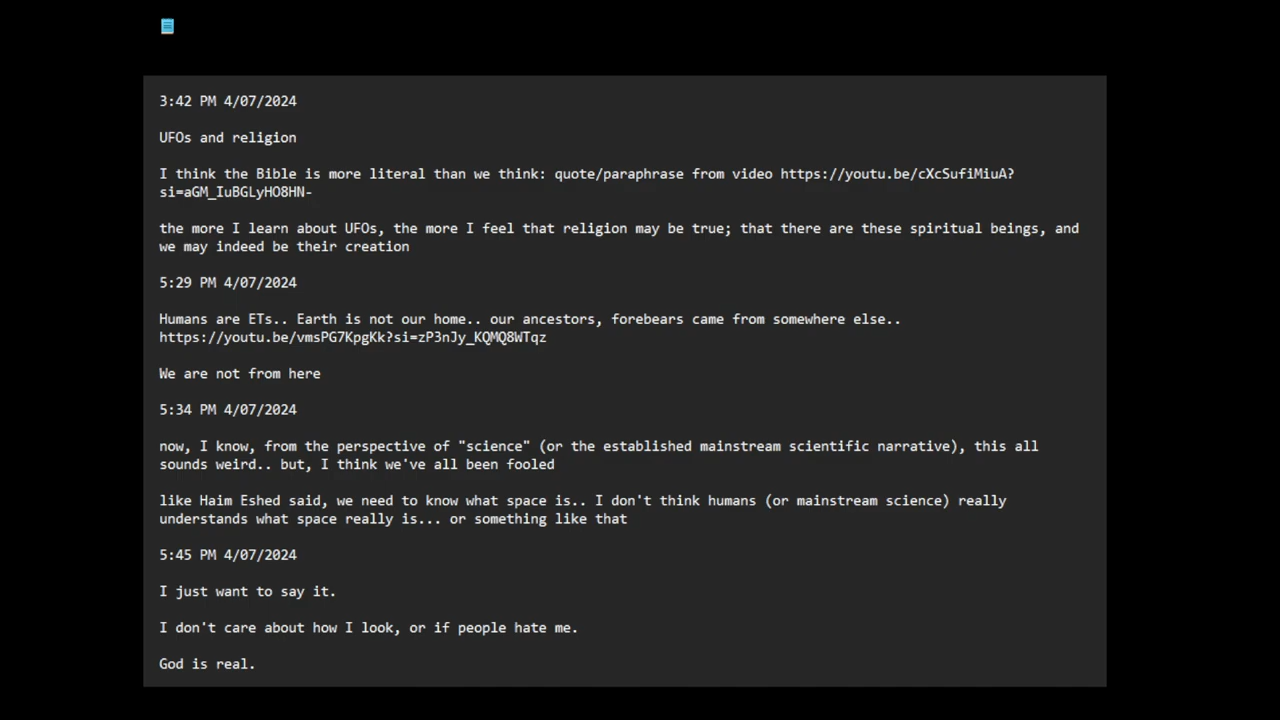 3:42 PM 4/07/2024
UFOs and religion
I think the Bible is more literal than we think: quote/paraphrase from video https://youtu.be/cXcSufiMiuA?
si=aGM_IuBGLyHO8HN-
the more I learn about UFOs, the more I feel that religion may be true; that there are these spiritual beings, and
we may indeed be their creation
5:29 PM 4/07/2024
Humans are ETs.. Earth is not our home.. our ancestors, forebears came from somewhere else..
https://youtu.be/vmsPG7KpgKk?si=zP3nJy_KQMQ8WTqz
We are not from here
5:34 PM 4/07/2024
now, I know, from the perspective of "science" (or the established mainstream scientific narrative), this all
sounds weird.. but, I think we've all been fooled
like Haim Eshed said, we need to know what space is.. I don't think humans (or mainstream science) really
understands what space really is... or something like that
5:45 PM 4/07/2024
I just want to say it.
I don't care about how I look, or if people hate me.
God is real.